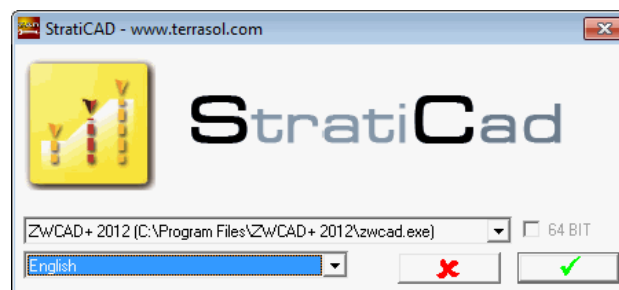 StratiCAD - www.terrasol.com
StratiCad
ZWCAD+ 2012 (C:\Program Files\ZWCAD+ 2012\zwcad.exe)
64 BIT
English